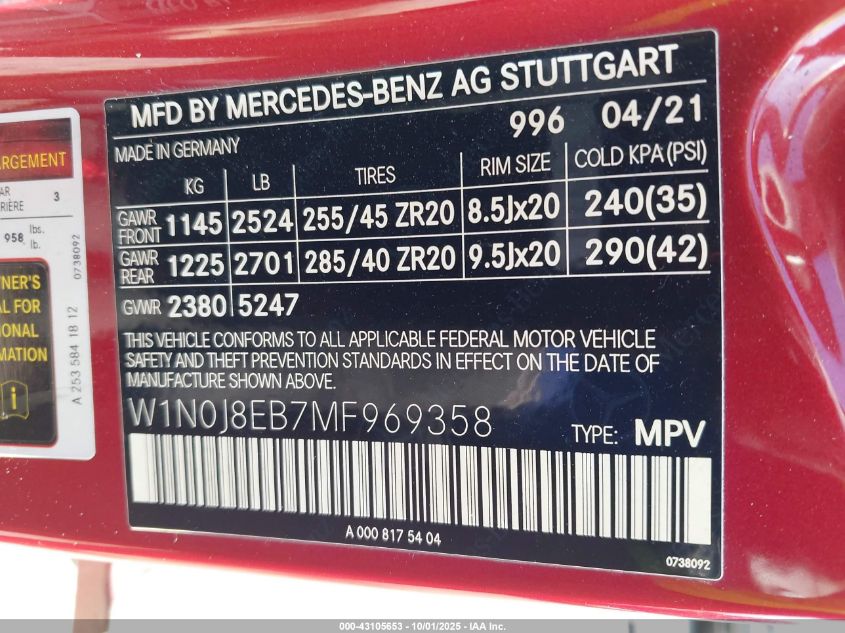 MFD BY MERCEDES-BENZ AG STUTTGART
996 04/21
MADE IN GERMANY
KG LB TIRES RIM SIZE COLD KPA(PSI)
GAWR FRONT 1145 2524 255/45 ZR20 8.5Jx20 240(35)
GAWR REAR 1225 2701 285/40 ZR20 9.5Jx20 290(42)
GVWR 2380 5247
THIS VEHICLE CONFORMS TO ALL APPLICABLE FEDERAL MOTOR VEHICLE
SAFETY AND THEFT PREVENTION STANDARDS IN EFFECT ON THE DATE OF
MANUFACTURE SHOWN ABOVE.
W1N0J8EB7MF969358
TYPE: MPV
A 000 817 54 04
0738092
3
958 lbs.
lb.
0738092
A 253 584 18 12
FOR
000-43105653 - 10/01/2025 - IAA Inc.